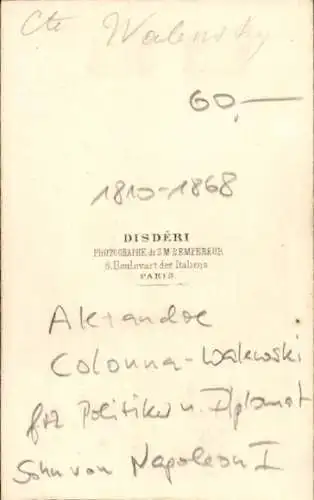 Cte Walewsky
60,—
1810-1868
DISDÉRI
PHOTOGRAPHE de S.M. L'EMPEREUR
8. Boulevart des Italiens
PARIS
Alexandre
Colonna-Walewski
frz Politiker u. Diplomat
Sohn von Napoleon I